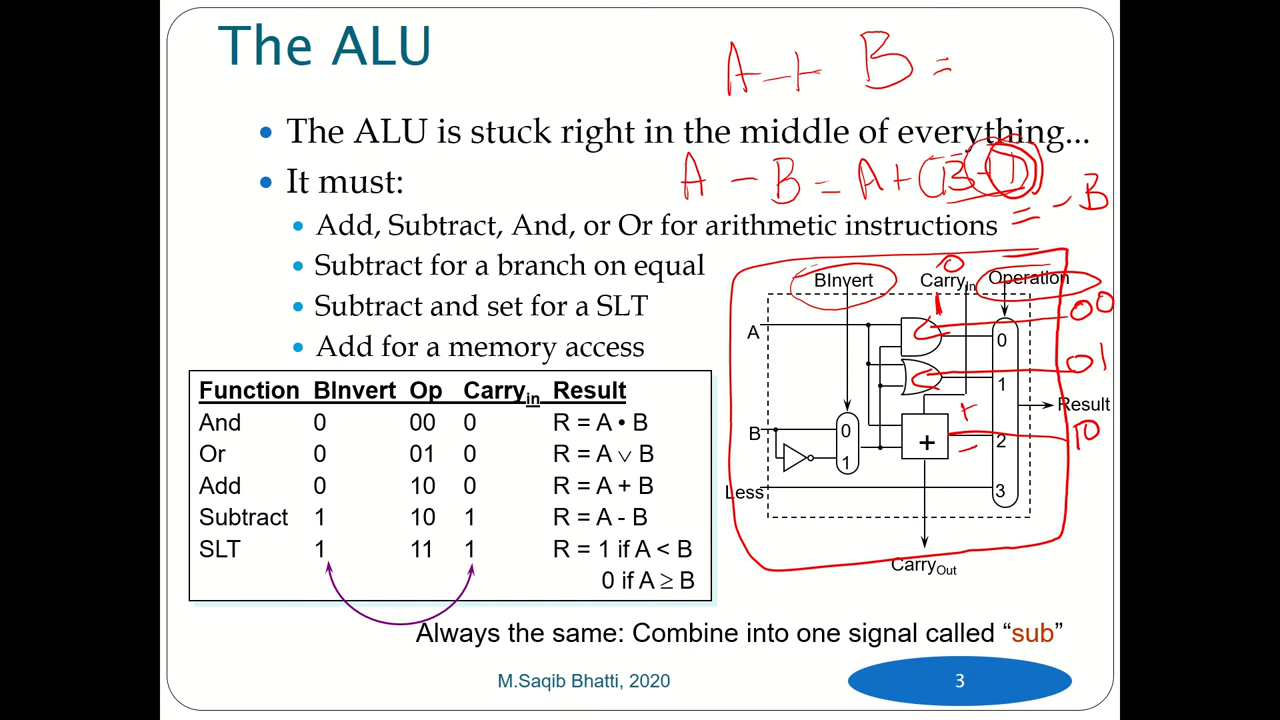 The ALU
A + B =
• The ALU is stuck right in the middle of everything...
A - B = A + (B + 1)
= -B
• It must:
• Add, Subtract, And, or Or for arithmetic instructions
• Subtract for a branch on equal
• Subtract and set for a SLT
• Add for a memory access
Function BInvert Op Carryin Result
And 0 00 0 R = A • B
Or 0 01 0 R = A ∨ B
Add 0 10 0 R = A + B
Subtract 1 10 1 R = A - B
SLT 1 11 1 R = 1 if A < B
0 if A ≥ B
0
BInvert CarryIn Operation
1
00
A
0
01
1
Result
+
B 0
+ 2 10
-
1
Less 3
CarryOut
Always the same: Combine into one signal called “sub”
M.Saqib Bhatti, 2020
3